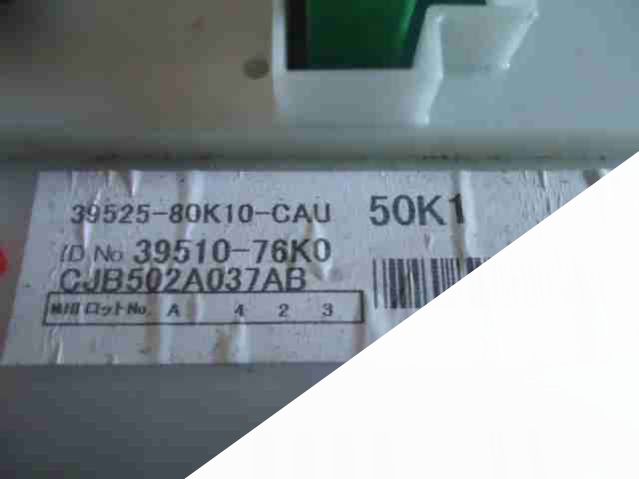 39525-80K10-CAU 50K1
ID No 39510-76K0
CJB502A037AB
ロットNo. A 4 2 3